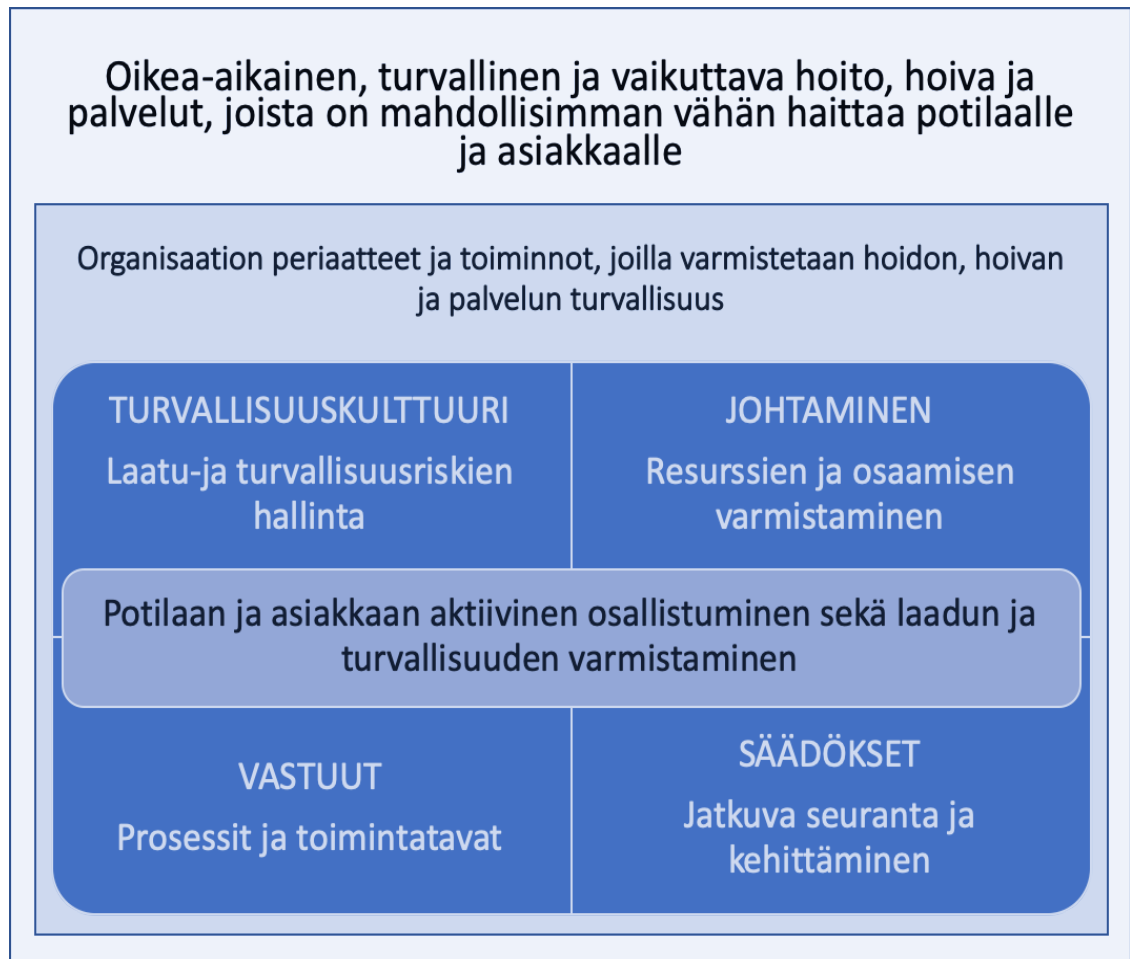 Oikea-aikainen, turvallinen ja vaikuttava hoito, hoiva ja
palvelut, joista on mahdollisimman vähän haittaa potilaalle
ja asiakkaalle
Organisaation periaatteet ja toiminnot, joilla varmistetaan hoidon, hoivan
ja palvelun turvallisuus
TURVALLISUUSKULTTUURI
Laatu-ja turvallisuusriskien
hallinta
JOHTAMINEN
Resurssien ja osaamisen
varmistaminen
Potilaan ja asiakkaan aktiivinen osallistuminen sekä laadun ja
turvallisuuden varmistaminen
VASTUUT
Prosessit ja toimintatavat
SÄÄDÖKSET
Jatkuva seuranta ja
kehittäminen